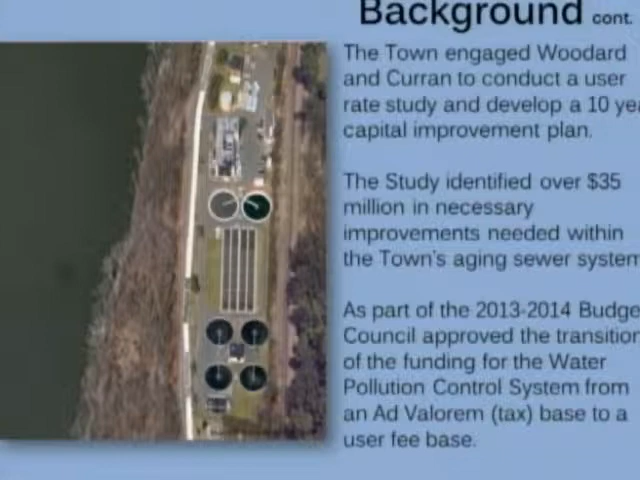 Background cont.
The Town engaged Woodard
and Curran to conduct a user
rate study and develop a 10
capital improvement plan.
The Study identified over $35
million in necessary
improvements needed within
the Town's aging sewer system
As part of the 2013-2014
Council approved the transition
of the funding for the Water
Pollution Control System from
an Ad Valorem (tax) base to a
user fee base.